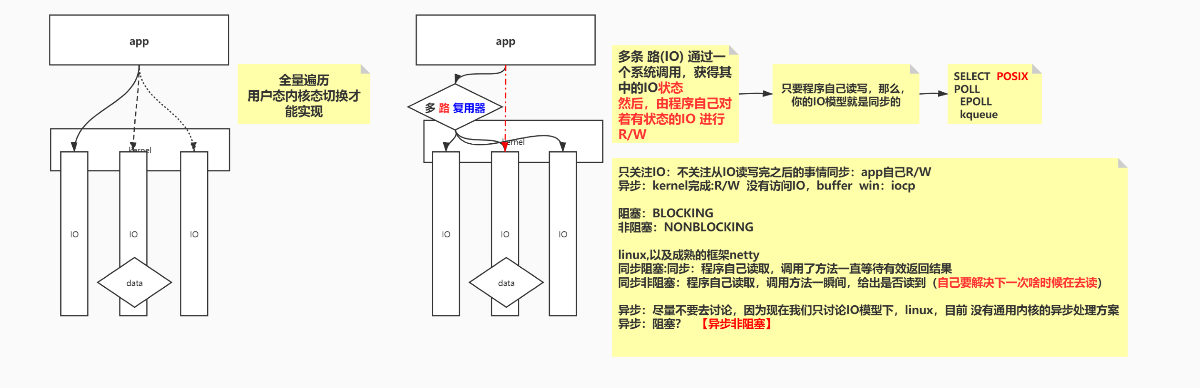 app
全量遍历
用户态内核态切换才
能实现
kernel
IO
IO
IO
data
app
多 路 复用器
kernel
IO
IO
IO
data
多条 路(IO) 通过一
个系统调用，获得其
中的IO状态
然后，由程序自己对
着有状态的IO 进行
R/W
只要程序自己读写，那么，
你的IO模型就是同步的
SELECT POSIX
POLL
EPOLL
kqueue
只关注IO：不关注从IO读写完之后的事情同步：app自己R/W
异步：kernel完成:R/W 没有访问IO，buffer win：iocp
阻塞：BLOCKING
非阻塞：NONBLOCKING
linux,以及成熟的框架netty
同步阻塞:同步：程序自己读取，调用了方法一直等待有效返回结果
同步非阻塞：程序自己读取，调用方法一瞬间，给出是否读到（自己要解决下一次啥时候在去读）
异步：尽量不要去讨论，因为现在我们只讨论IO模型下，linux，目前 没有通用内核的异步处理方案
异步：阻塞？ 【异步非阻塞】